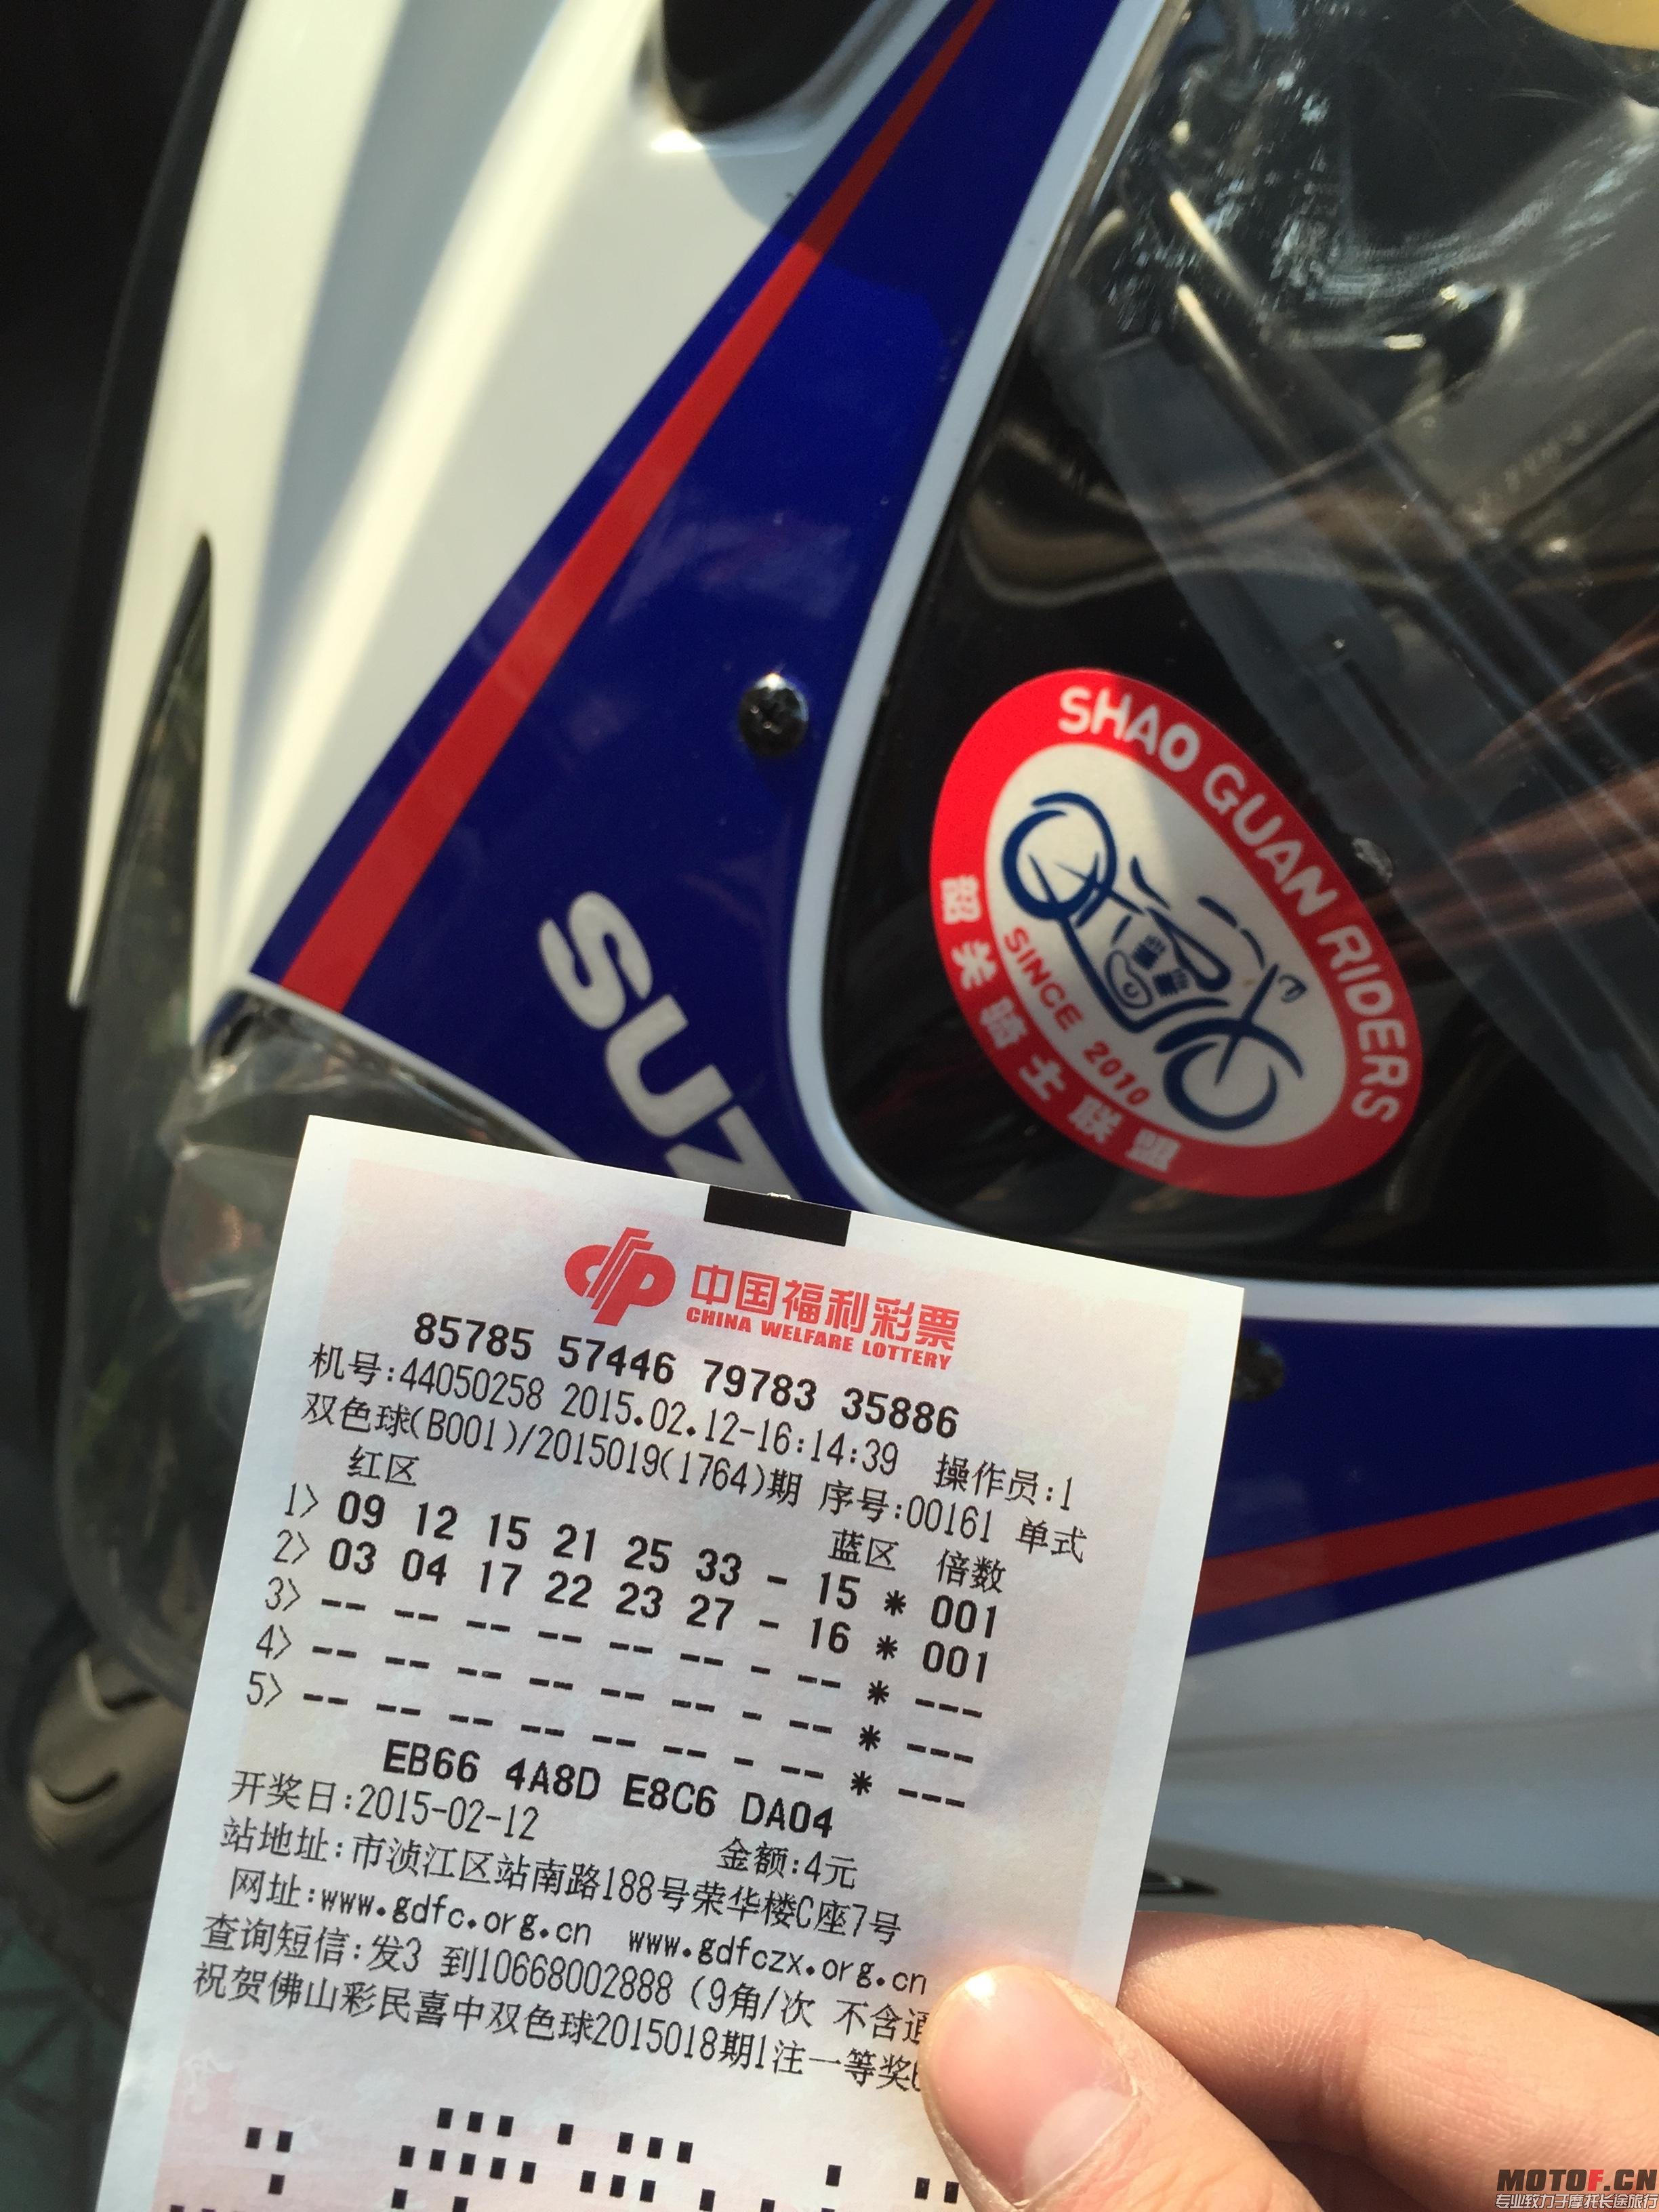 SHAO GUAN RIDERS
SINCE 2010
韶关骑士联盟
SUZ
中国福利彩票
CHINA WELFARE LOTTERY
85785 57446 79783 35886
机号:44050258 2015.02.12-16:14:39 操作员:1
双色球(B001)/2015019(1764)期 序号:00161 单式
红区 蓝区 倍数
1> 09 12 15 21 25 33 - 15 * 001
2> 03 04 17 22 23 27 - 16 * 001
3> -- -- -- -- -- -- - -- * ---
4> -- -- -- -- -- -- - -- * ---
5> -- -- -- -- -- -- - -- * ---
EB66 4A8D E8C6 DA04
开奖日:2015-02-12 金额:4元
站地址:市浈江区站南路188号荣华楼C座7号
网址:www.gdfc.org.cn www.gdfczx.org.cn
查询短信:发3 到10668002888 (9角/次 不含通
祝贺佛山彩民喜中双色球2015018期1注一等奖
MOTOF.CN
专业致力于摩托长途旅行